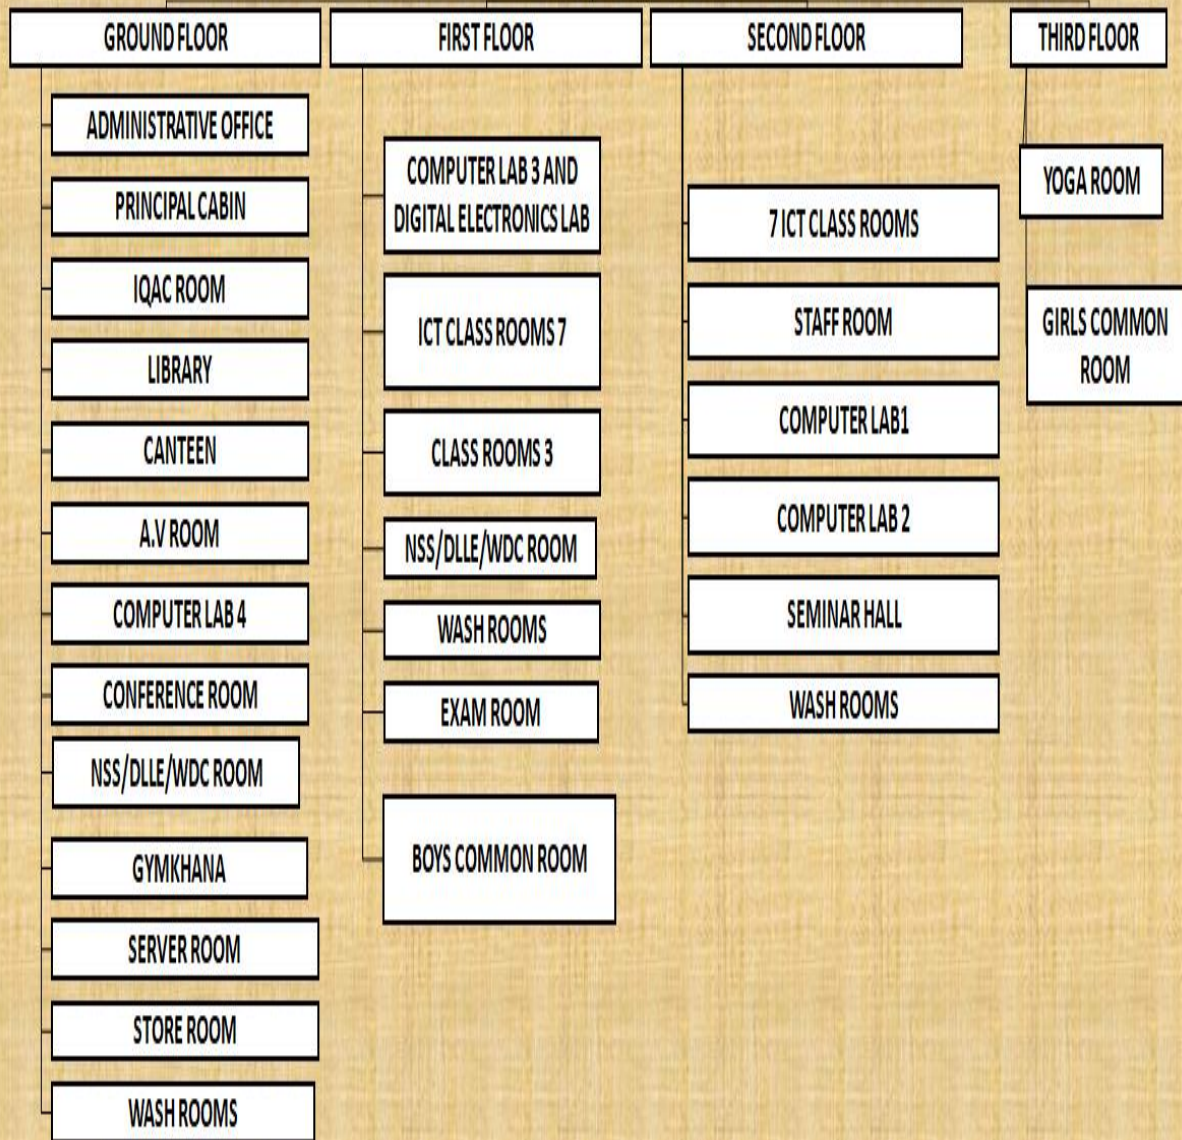 GROUND FLOOR
ADMINISTRATIVE OFFICE
PRINCIPAL CABIN
IQAC ROOM
LIBRARY
CANTEEN
A.V ROOM
COMPUTER LAB 4
CONFERENCE ROOM
NSS/DLLE/WDC ROOM
GYMKHANA
SERVER ROOM
STORE ROOM
WASH ROOMS
FIRST FLOOR
COMPUTER LAB 3 AND
DIGITAL ELECTRONICS LAB
ICT CLASS ROOMS 7
CLASS ROOMS 3
NSS/DLLE/WDC ROOM
WASH ROOMS
EXAM ROOM
BOYS COMMON ROOM
SECOND FLOOR
7 ICT CLASS ROOMS
STAFF ROOM
COMPUTER LAB1
COMPUTER LAB 2
SEMINAR HALL
WASH ROOMS
THIRD FLOOR
YOGA ROOM
GIRLS COMMON
ROOM